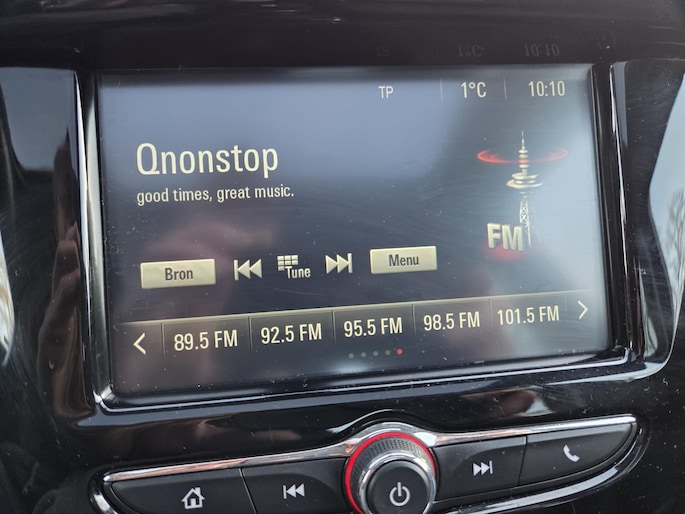 TP 1°C 10:10
Qnonstop
good times, great music.
FM
Bron Tune Menu
89.5 FM 92.5 FM 95.5 FM 98.5 FM 101.5 FM